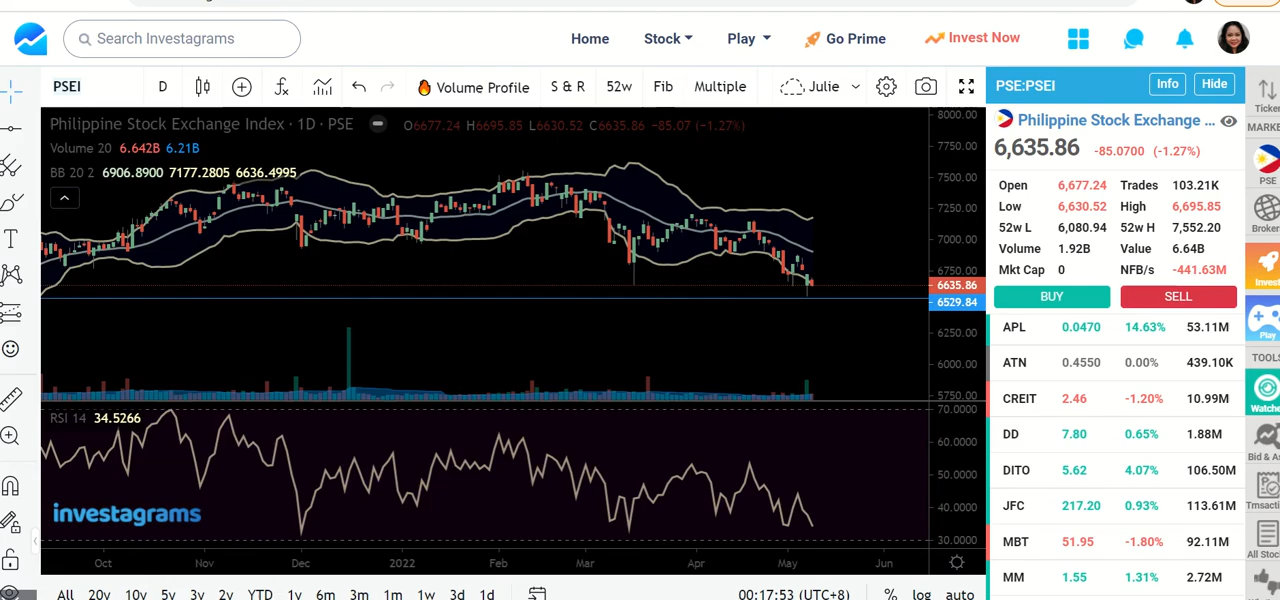 Search Investagrams
Home
Stock
Play
Go Prime
Invest Now
PSEI
D
Volume Profile
S & R
52w
Fib
Multiple
Julie
Philippine Stock Exchange Index · 1D · PSE
O6677.24 H6695.85 L6630.52 C6635.86 −85.07 (−1.27%)
Volume 20 6.642B 6.21B
BB 20 2 6906.8900 7177.2805 6636.4995
8000.00
7750.00
7500.00
7250.00
7000.00
6750.00
6635.86
6529.84
6250.00
6000.00
5750.00
RSI 14 34.5266
70.0000
60.0000
50.0000
40.0000
30.0000
investagrams
Oct Nov Dec 2022 Feb Mar Apr May Jun
All 20y 10y 5y 3y 2y YTD 1y 6m 3m 1m 1w 3d 1d
00:17:53 (UTC+8)
% log auto
PSE:PSEI
Info
Hide
Philippine Stock Exchange ...
6,635.86 -85.0700 (-1.27%)
Open 6,677.24 Trades 103.21K
Low 6,630.52 High 6,695.85
52w L 6,080.94 52w H 7,552.20
Volume 1.92B Value 6.64B
Mkt Cap 0 NFB/s -441.63M
BUY
SELL
APL 0.0470 14.63% 53.11M
ATN 0.4550 0.00% 439.10K
CREIT 2.46 -1.20% 10.99M
DD 7.80 0.65% 1.88M
DITO 5.62 4.07% 106.50M
JFC 217.20 0.93% 113.61M
MBT 51.95 -1.80% 92.11M
MM 1.55 1.31% 2.72M
Ticker
MARKE
PSE
Broker
Invest
Play
TOOLS
Watche
Bid & As
Trnsactio
All Stock